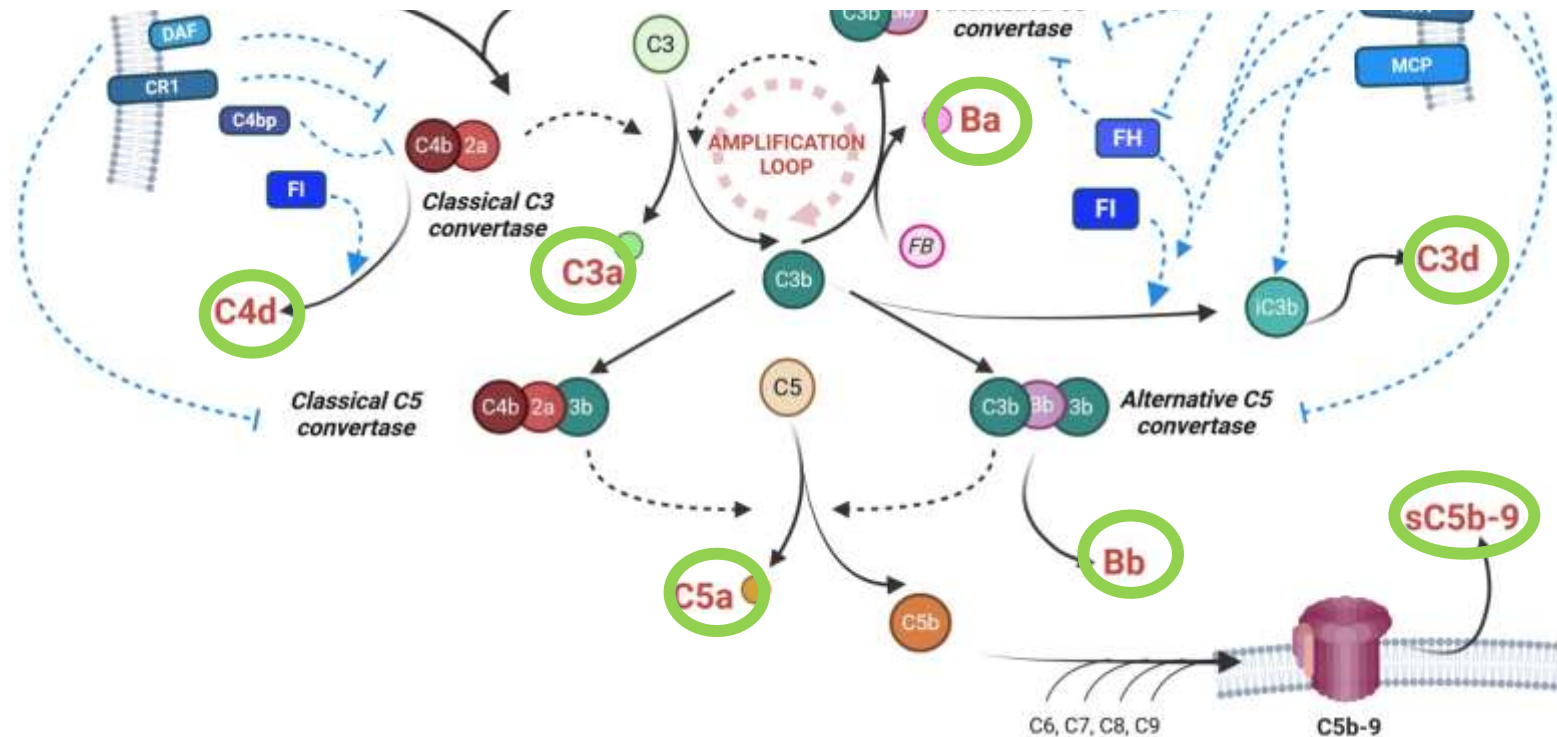 DAF
CR1
C4bp
FI
C4b
2a
Classical C3
convertase
C3
C3b
convertase
AMPLIFICATION
LOOP
Ba
FB
MCP
FH
FI
C4d
C3a
C3b
iC3b
C3d
Classical C5
convertase
C4b
2a
3b
C5
C3b
Bb
3b
Alternative C5
convertase
C5a
C5b
Bb
sC5b-9
C6, C7, C8, C9
C5b-9